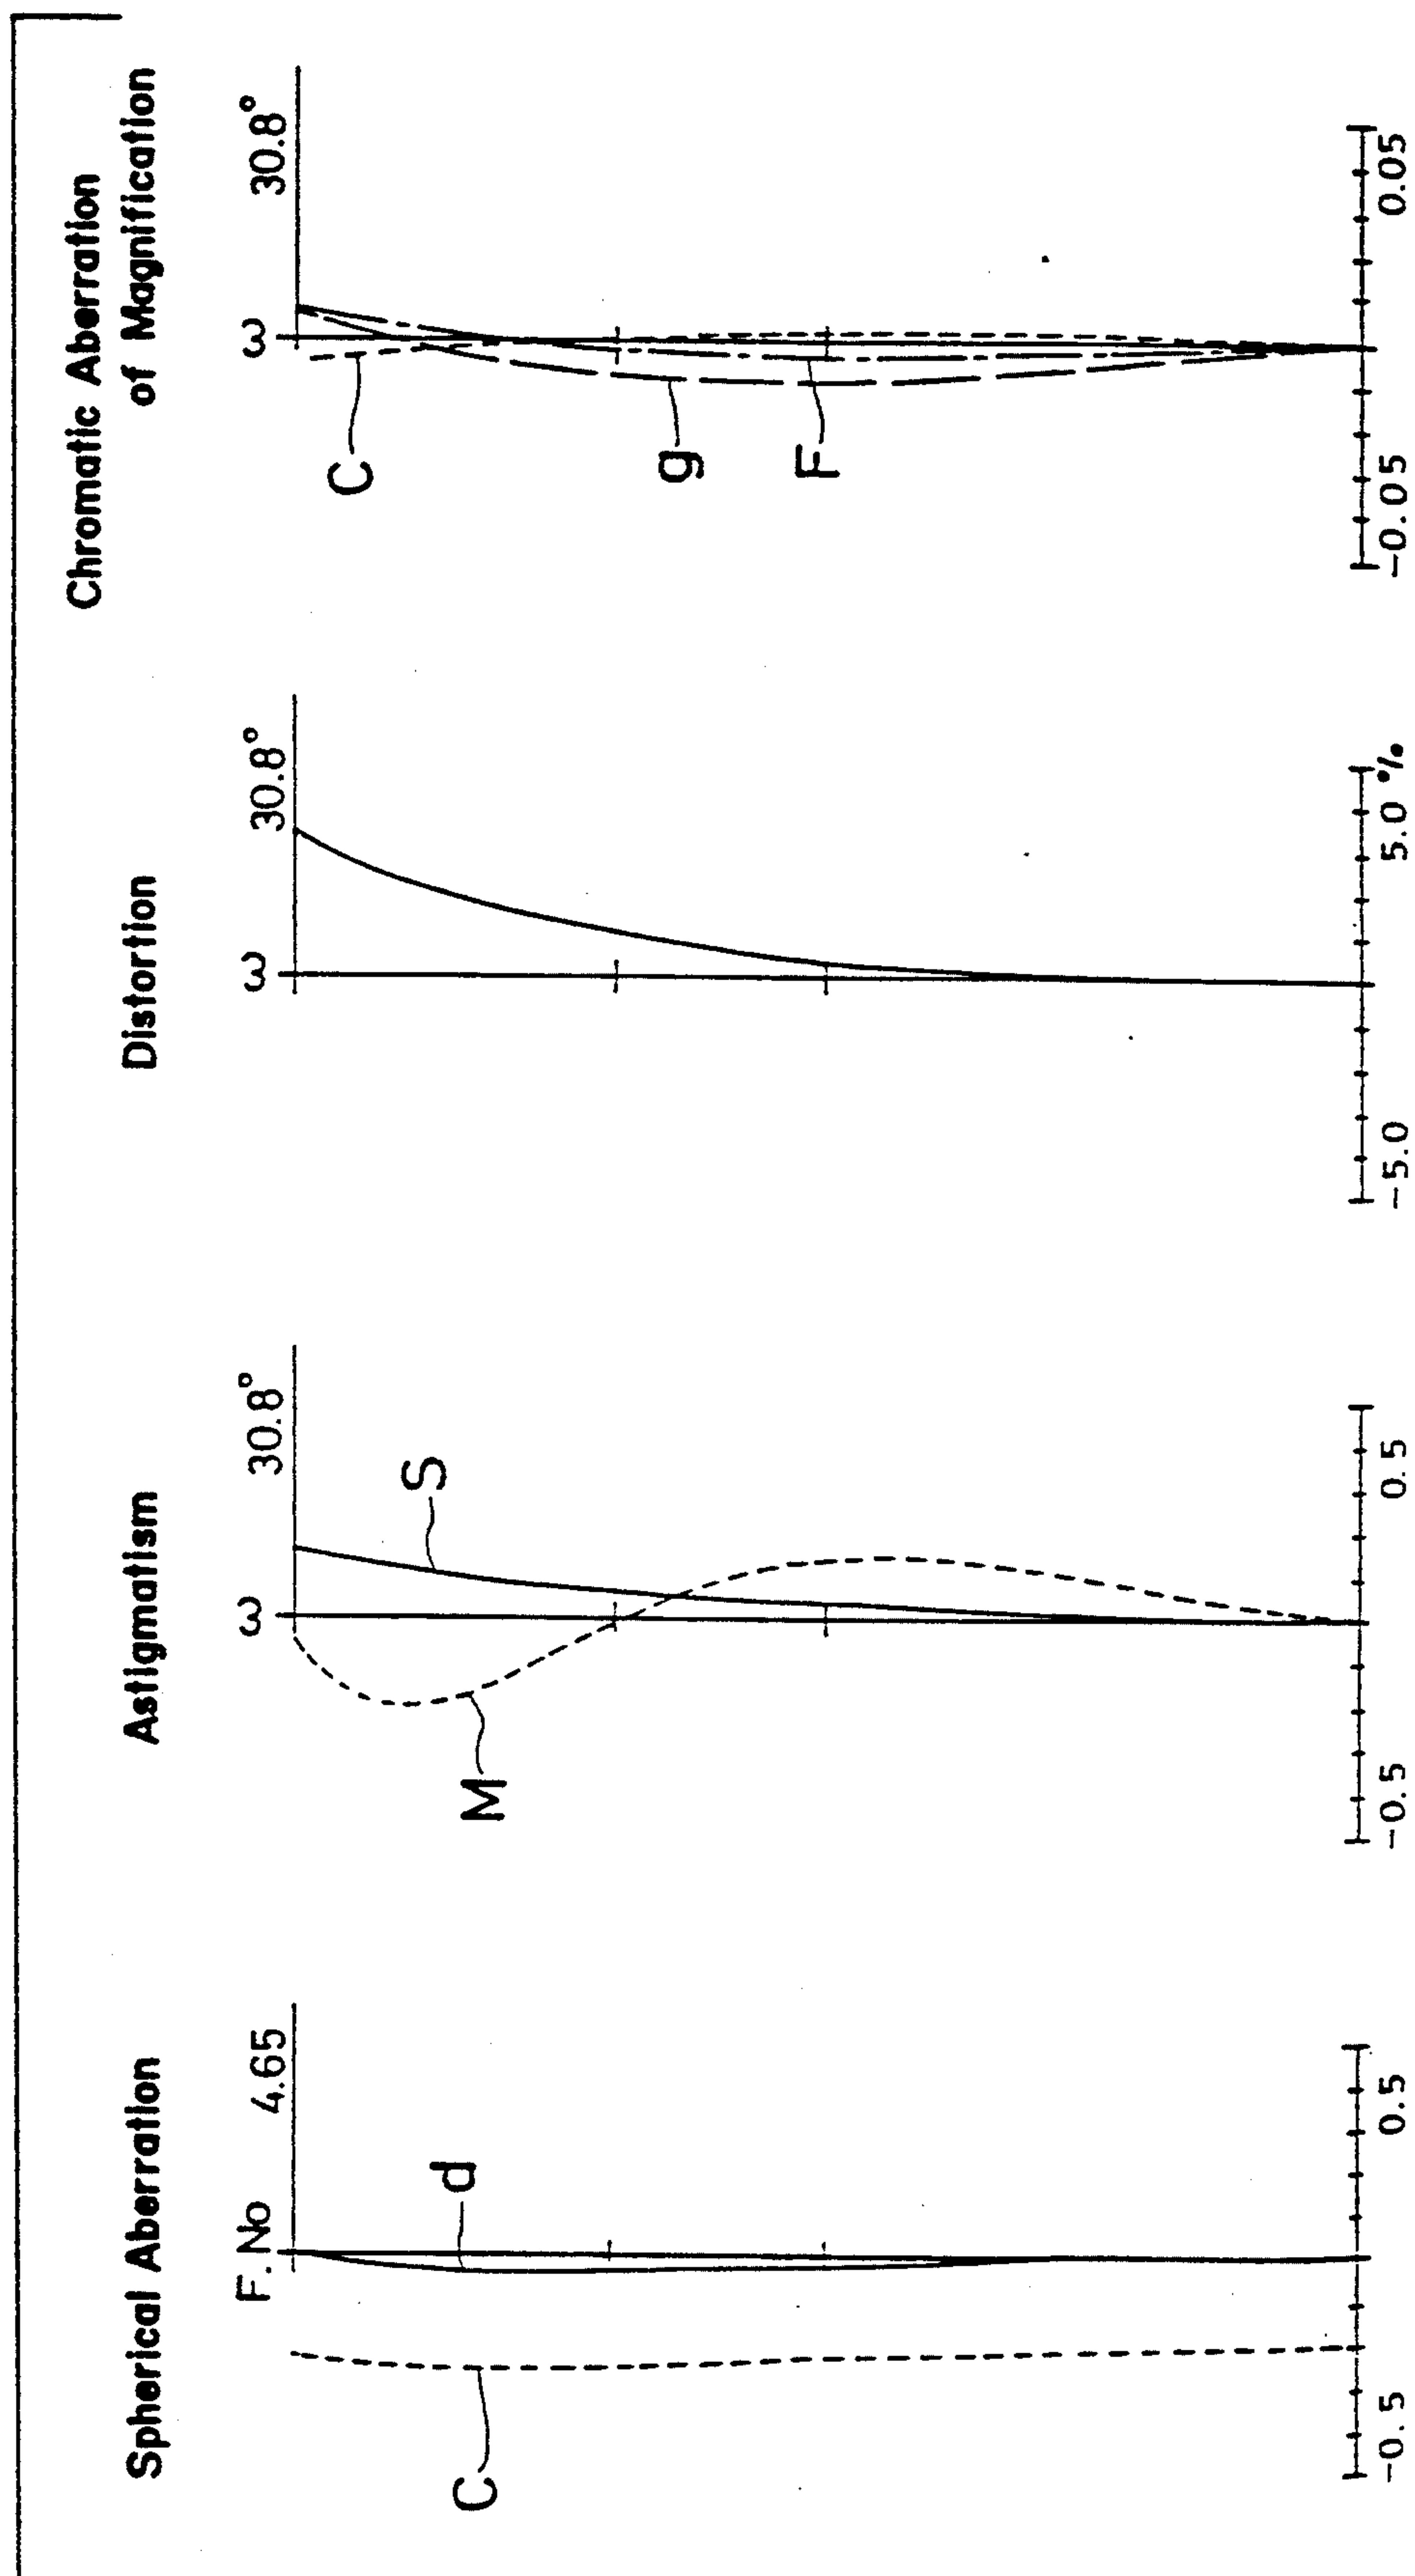 Spherical Aberration
F. No 4.65
d
C
-0.5 0.5
Astigmatism
ω 30.8°
S
M
-0.5 0.5
Distortion
ω 30.8°
-5.0 5.0 %
Chromatic Aberration
of Magnification
ω 30.8°
C
g
F
-0.05 0.05